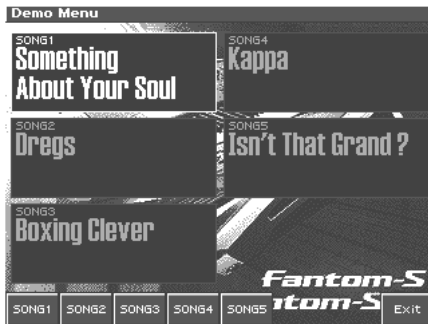 Demo Menu
SONG1
Something
About Your Soul
SONG4
Kappa
SONG2
Dregs
SONG5
Isn't That Grand ?
SONG3
Boxing Clever
Fantom-S
ntom-S
SONG1 SONG2 SONG3 SONG4 SONG5 Exit